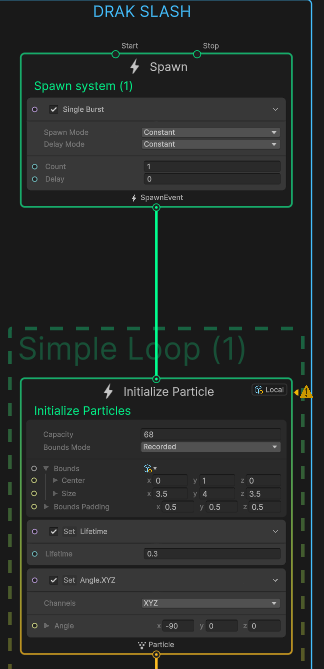 DRAK SLASH
Start Stop
Spawn
Spawn system (1)
Single Burst
Spawn Mode Constant
Delay Mode Constant
Count 1
Delay 0
SpawnEvent
Simple Loop (1)
Initialize Particle Local
Initialize Particles
Capacity 68
Bounds Mode Recorded
Bounds
Center x 0 y 1 z 0
Size x 3.5 y 4 z 3.5
Bounds Padding x 0.5 y 0.5 z 0.5
Set Lifetime
Lifetime 0.3
Set Angle.XYZ
Channels XYZ
Angle x -90 y 0 z 0
Particle